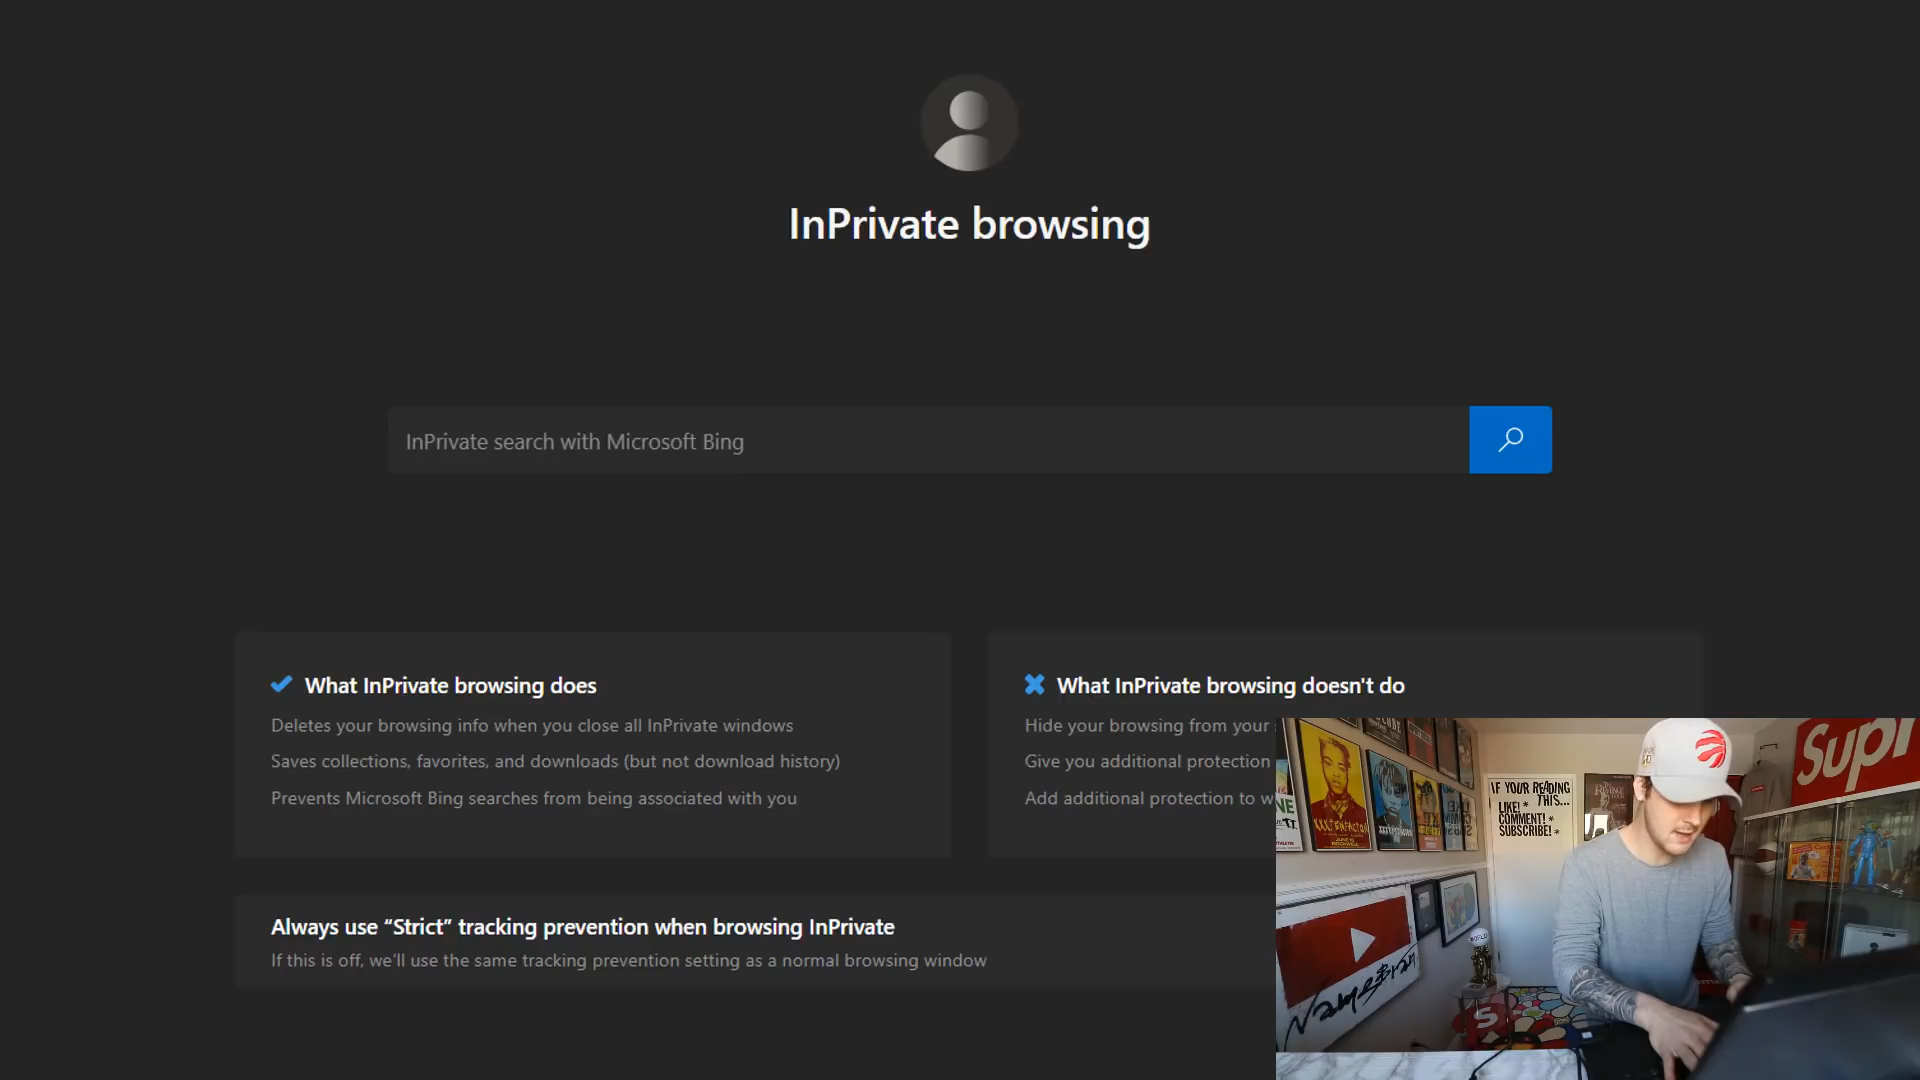 InPrivate browsing
InPrivate search with Microsoft Bing
What InPrivate browsing does
Deletes your browsing info when you close all InPrivate windows
Saves collections, favorites, and downloads (but not download history)
Prevents Microsoft Bing searches from being associated with you
What InPrivate browsing doesn't do
Hide your browsing from your
Give you additional protection
Add additional protection to w
Always use “Strict” tracking prevention when browsing InPrivate
If this is off, we'll use the same tracking prevention setting as a normal browsing window
IF YOUR READING
THIS...
LIKE! *
COMMENT! *
SUBSCRIBE! *
Supr
XXXTENTACION